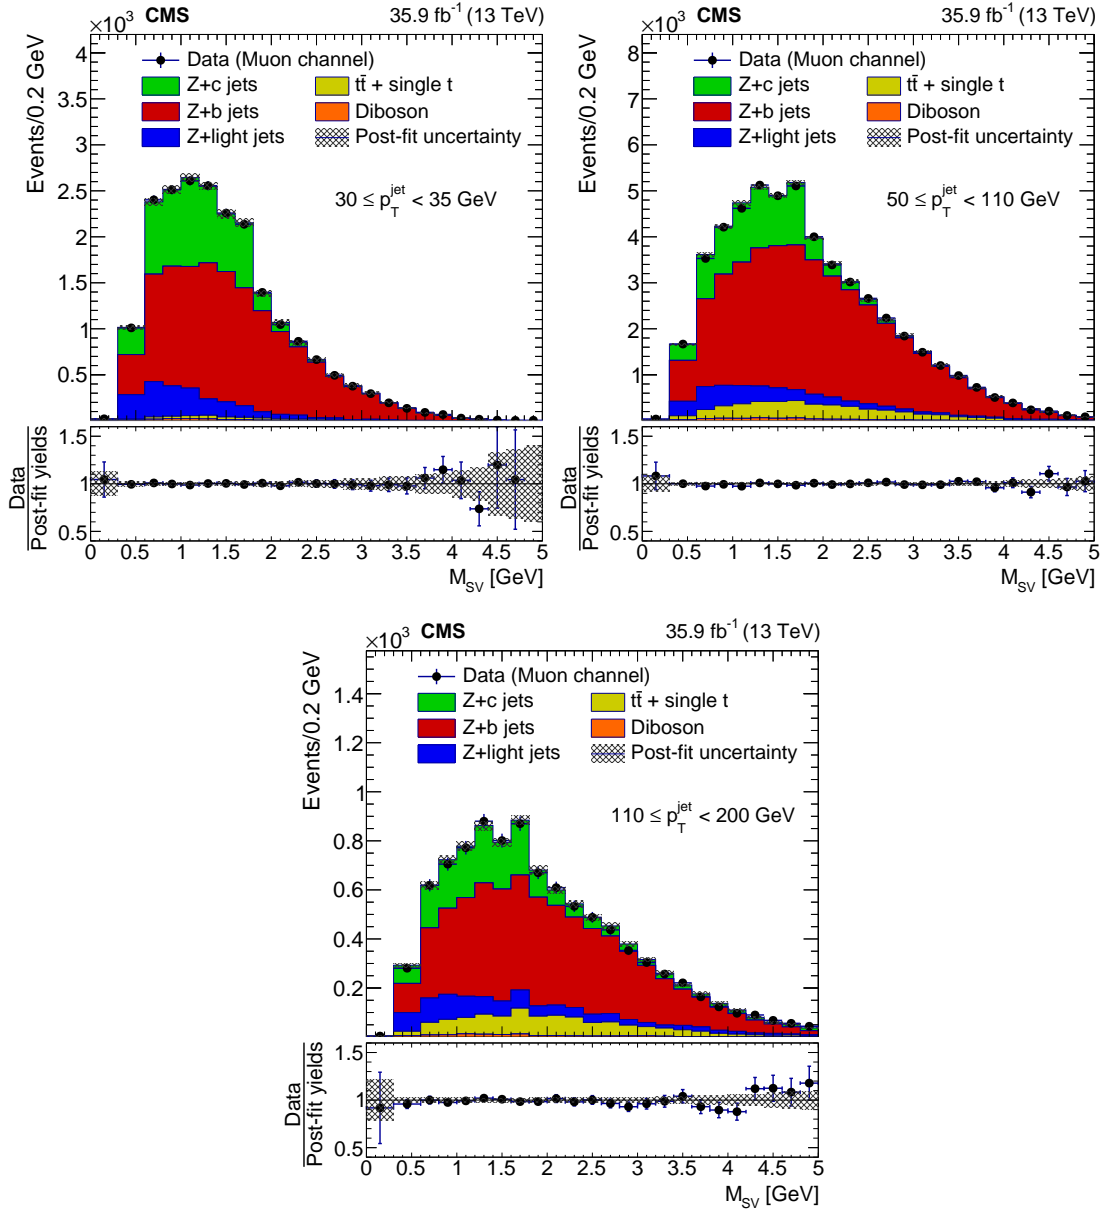 ×10³ CMS 35.9 fb⁻¹ (13 TeV)
Events/0.2 GeV
4
3.5
3
2.5
2
1.5
1
0.5
Data (Muon channel)
Z+c jets tt̄ + single t
Z+b jets Diboson
Z+light jets Post-fit uncertainty
30 ≤ p_T^jet < 35 GeV
Data
Post-fit yields
1.5
1
0.5
0 0.5 1 1.5 2 2.5 3 3.5 4 4.5 5
M_SV [GeV]
×10³ CMS 35.9 fb⁻¹ (13 TeV)
Events/0.2 GeV
8
7
6
5
4
3
2
1
Data (Muon channel)
Z+c jets tt̄ + single t
Z+b jets Diboson
Z+light jets Post-fit uncertainty
50 ≤ p_T^jet < 110 GeV
Data
Post-fit yields
1.5
1
0.5
0 0.5 1 1.5 2 2.5 3 3.5 4 4.5 5
M_SV [GeV]
×10³ CMS 35.9 fb⁻¹ (13 TeV)
Events/0.2 GeV
1.4
1.2
1
0.8
0.6
0.4
0.2
Data (Muon channel)
Z+c jets tt̄ + single t
Z+b jets Diboson
Z+light jets Post-fit uncertainty
110 ≤ p_T^jet < 200 GeV
Data
Post-fit yields
1.5
1
0.5
0 0.5 1 1.5 2 2.5 3 3.5 4 4.5 5
M_SV [GeV]